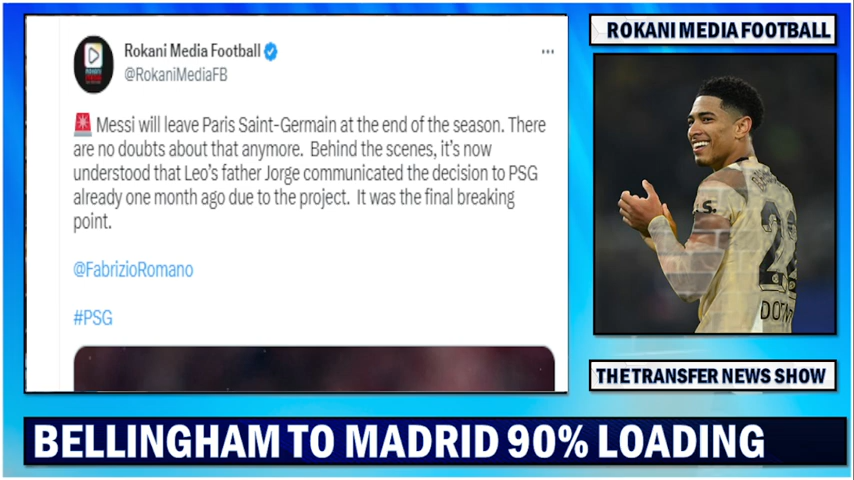 Rokani Media Football
@RokaniMediaFB
Messi will leave Paris Saint-Germain at the end of the season. There
are no doubts about that anymore. Behind the scenes, it's now
understood that Leo's father Jorge communicated the decision to PSG
already one month ago due to the project. It was the final breaking
point.
@FabrizioRomano
#PSG
ROKANI MEDIA FOOTBALL
22
THE TRANSFER NEWS SHOW
BELLINGHAM TO MADRID 90% LOADING